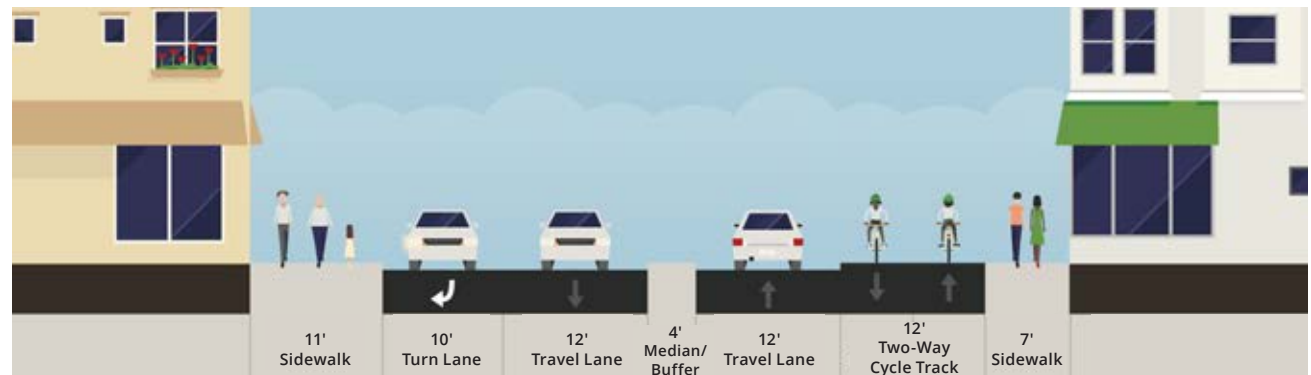 11'
Sidewalk
10'
Turn Lane
12'
Travel Lane
4'
Median/
Buffer
12'
Travel Lane
12'
Two-Way
Cycle Track
7'
Sidewalk